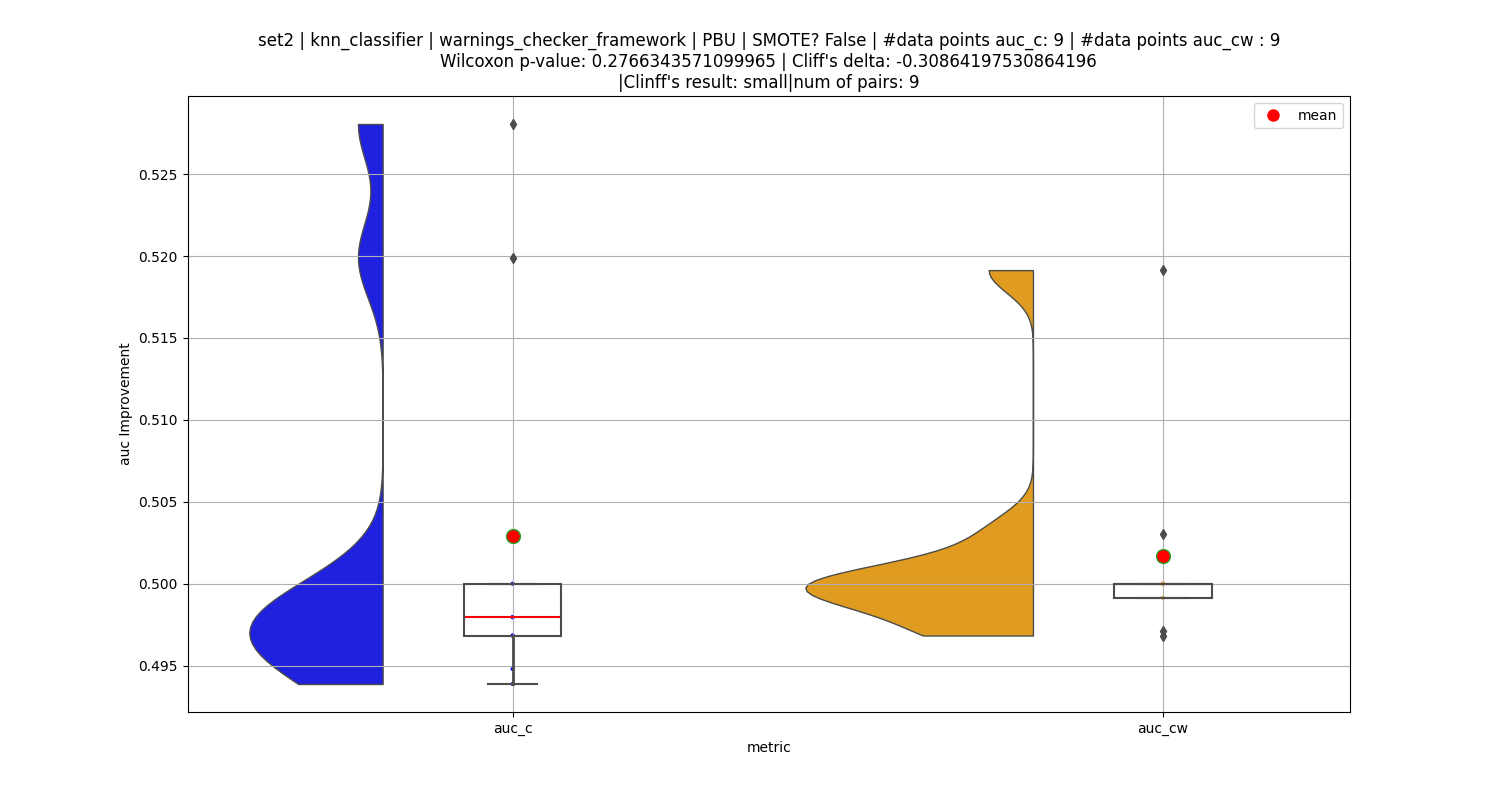 set2 | knn_classifier | warnings_checker_framework | PBU | SMOTE? False | #data points auc_c: 9 | #data points auc_cw : 9
Wilcoxon p-value: 0.2766343571099965 | Cliff's delta: -0.30864197530864196
|Clinff's result: small|num of pairs: 9
mean
0.525
0.520
0.515
0.510
0.505
0.500
0.495
auc Improvement
auc_c
auc_cw
metric